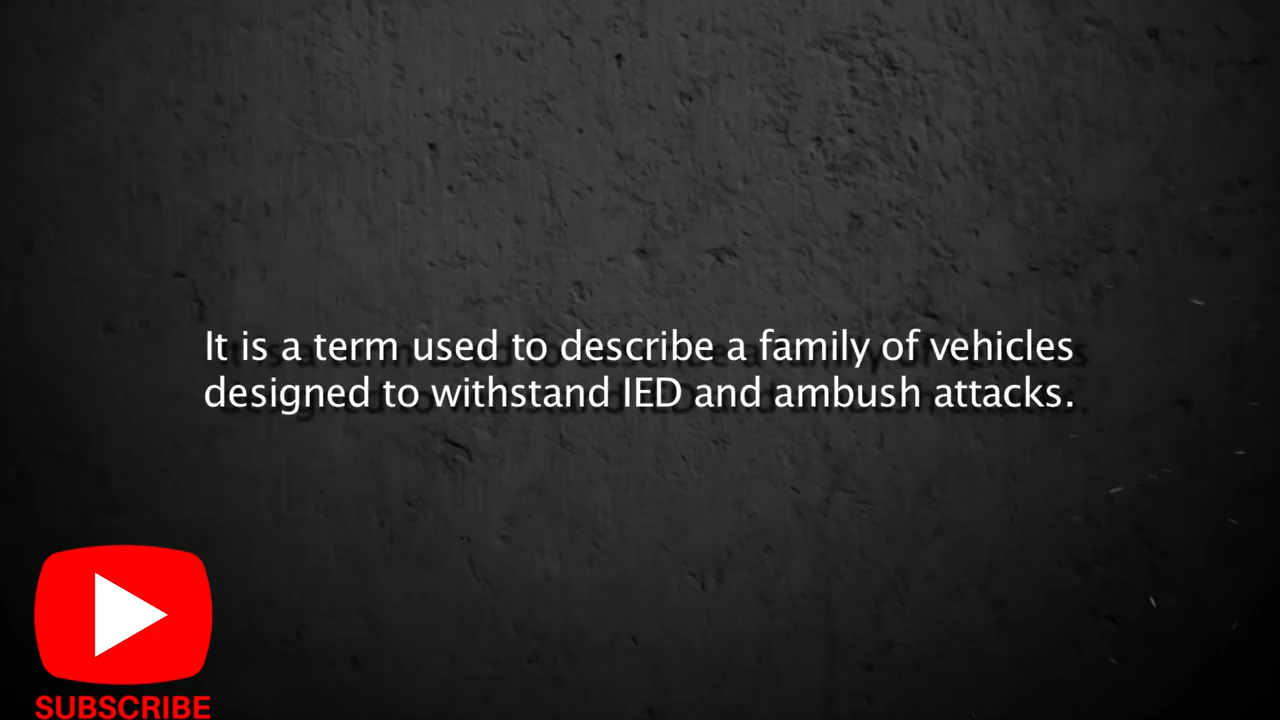 It is a term used to describe a family of vehicles
designed to withstand IED and ambush attacks.
SUBSCRIBE